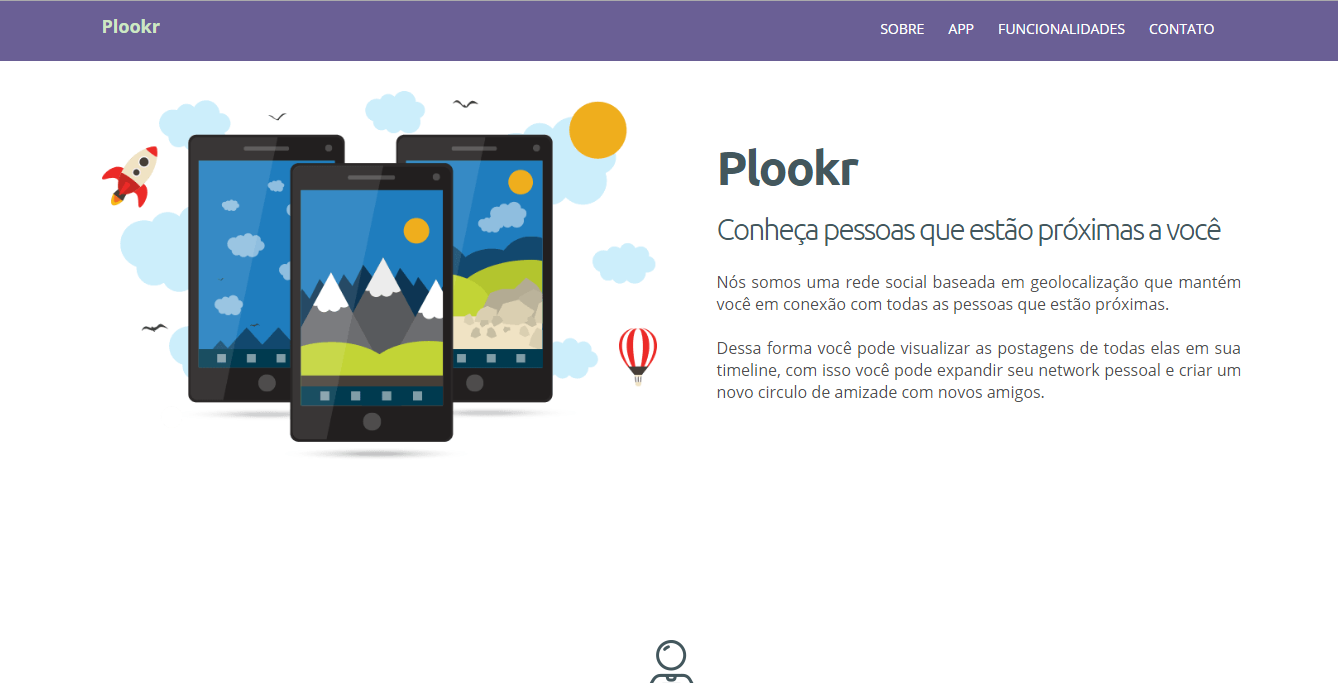 Plookr
SOBRE APP FUNCIONALIDADES CONTATO
Plookr
Conheça pessoas que estão próximas a você
Nós somos uma rede social baseada em geolocalização que mantém
você em conexão com todas as pessoas que estão próximas.
Dessa forma você pode visualizar as postagens de todas elas em sua
timeline, com isso você pode expandir seu network pessoal e criar um
novo circulo de amizade com novos amigos.